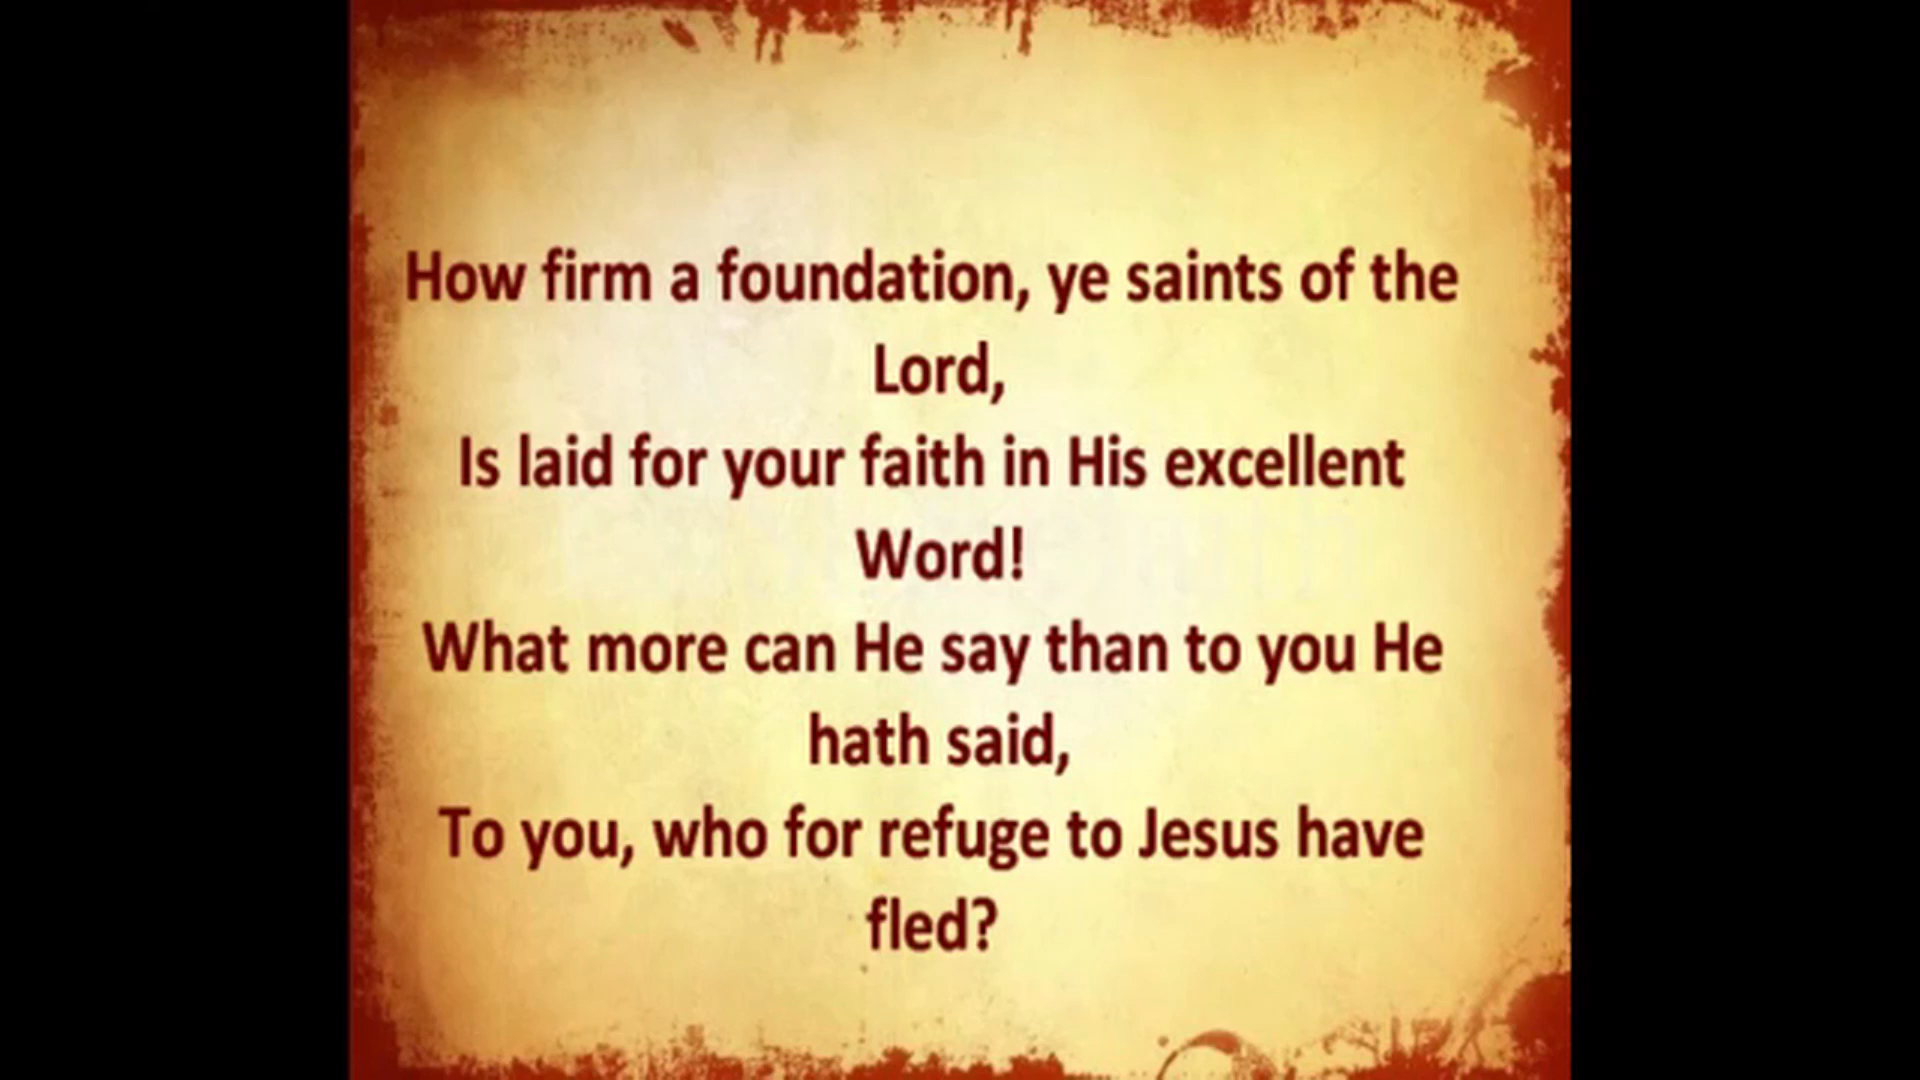 How firm a foundation, ye saints of the
Lord,
Is laid for your faith in His excellent
Word!
What more can He say than to you He
hath said,
To you, who for refuge to Jesus have
fled?